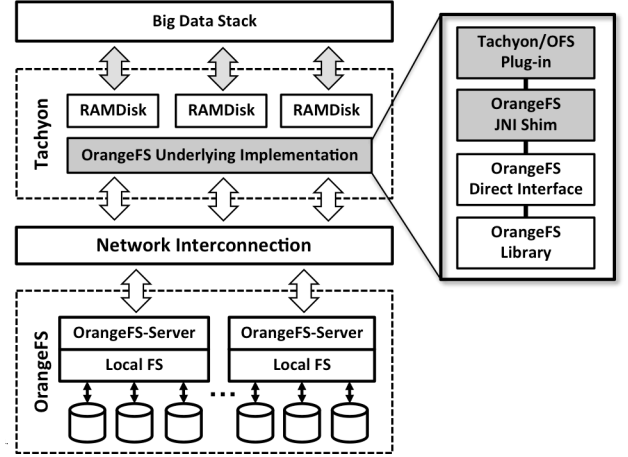 Big Data Stack
Tachyon
RAMDisk
RAMDisk
RAMDisk
OrangeFS Underlying Implementation
Network Interconnection
OrangeFS
OrangeFS-Server
OrangeFS-Server
Local FS
Local FS
...
Tachyon/OFS
Plug-in
OrangeFS
JNI Shim
OrangeFS
Direct Interface
OrangeFS
Library